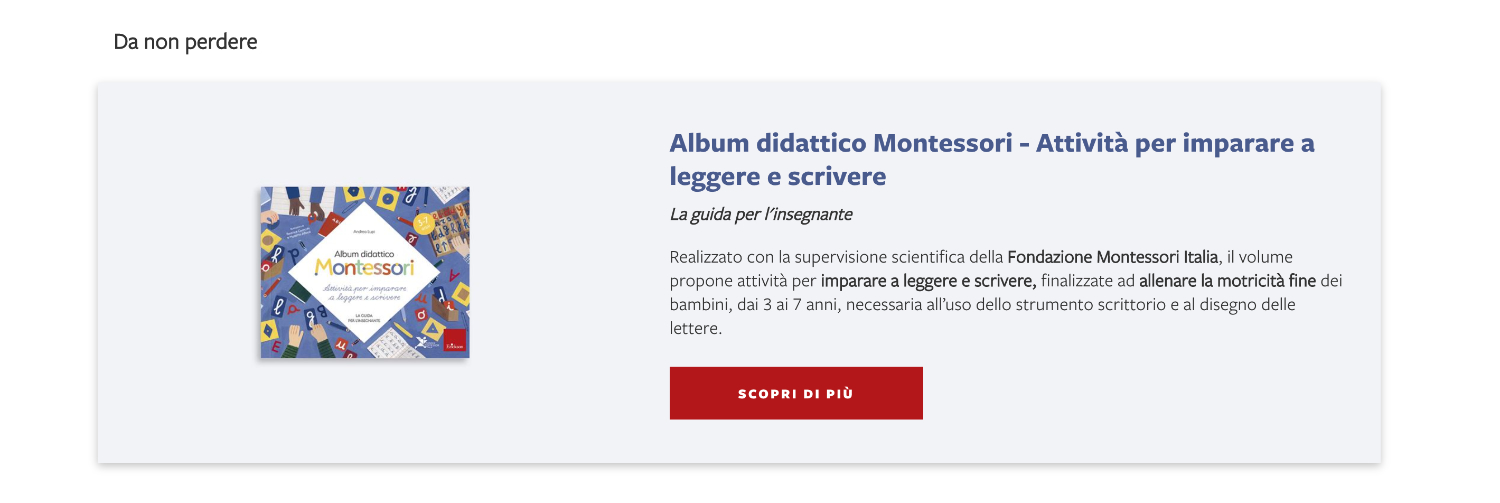 Da non perdere
Album didattico Montessori - Attività per imparare a
leggere e scrivere
La guida per l'insegnante
Realizzato con la supervisione scientifica della Fondazione Montessori Italia, il volume
propone attività per imparare a leggere e scrivere, finalizzate ad allenare la motricità fine dei
bambini, dai 3 ai 7 anni, necessaria all'uso dello strumento scrittorio e al disegno delle
lettere.
SCOPRI DI PIÙ
Andrea Lupi
Album didattico
Montessori
Attività per imparare
a leggere e scrivere
LA GUIDA
PER L'INSEGNANTE
Erickson